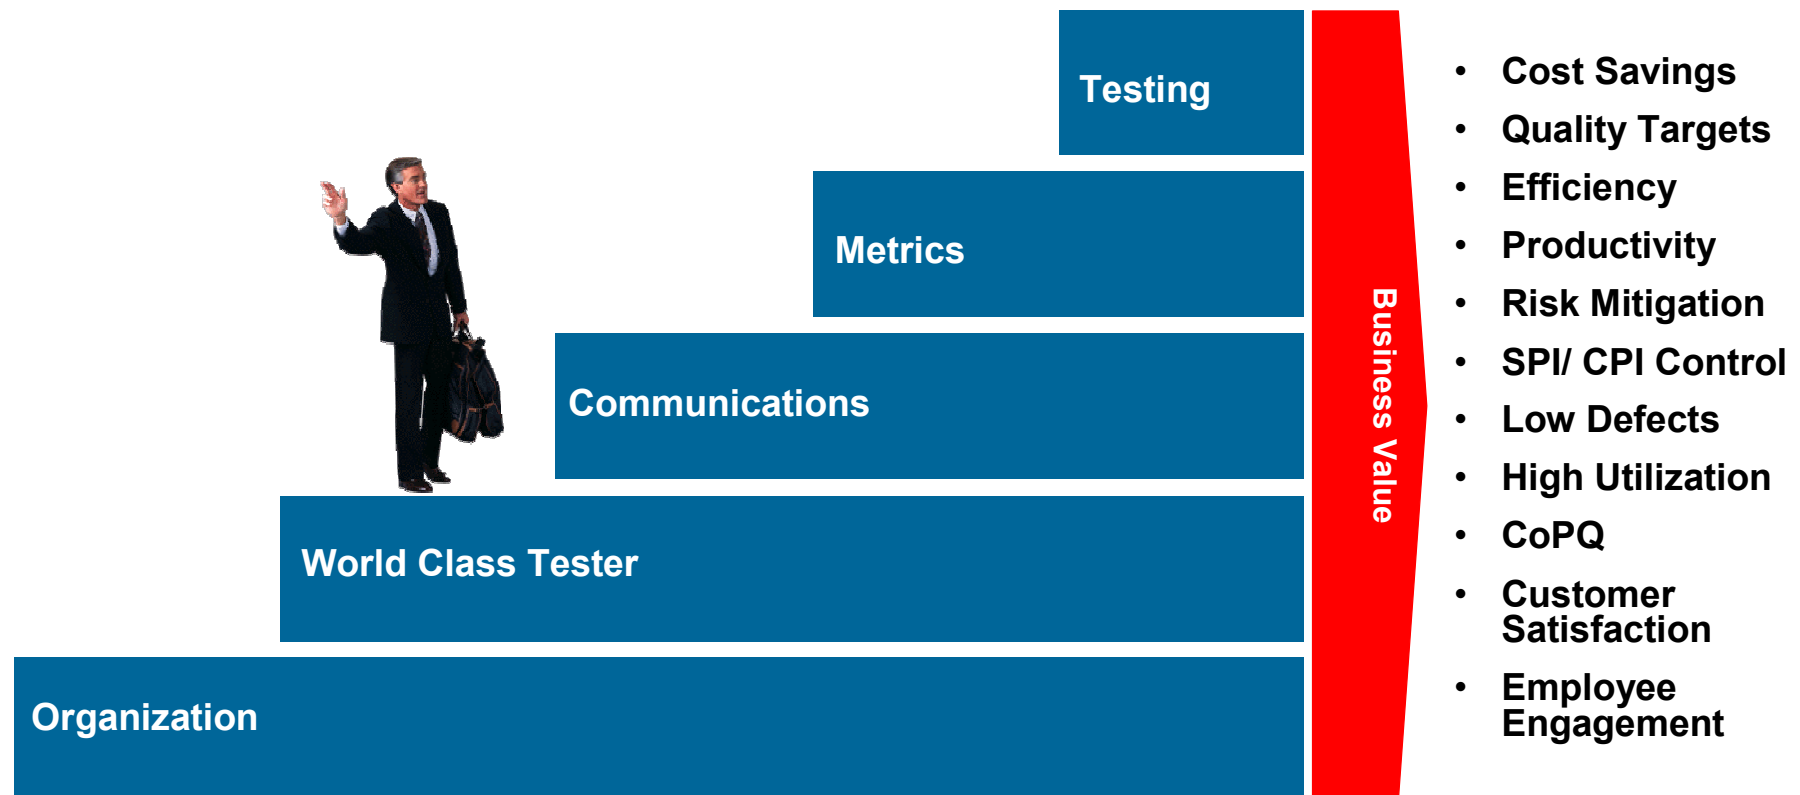 Testing
Metrics
Communications
World Class Tester
Organization
Business Value
• Cost Savings
• Quality Targets
• Efficiency
• Productivity
• Risk Mitigation
• SPI/ CPI Control
• Low Defects
• High Utilization
• CoPQ
• Customer
Satisfaction
• Employee
Engagement